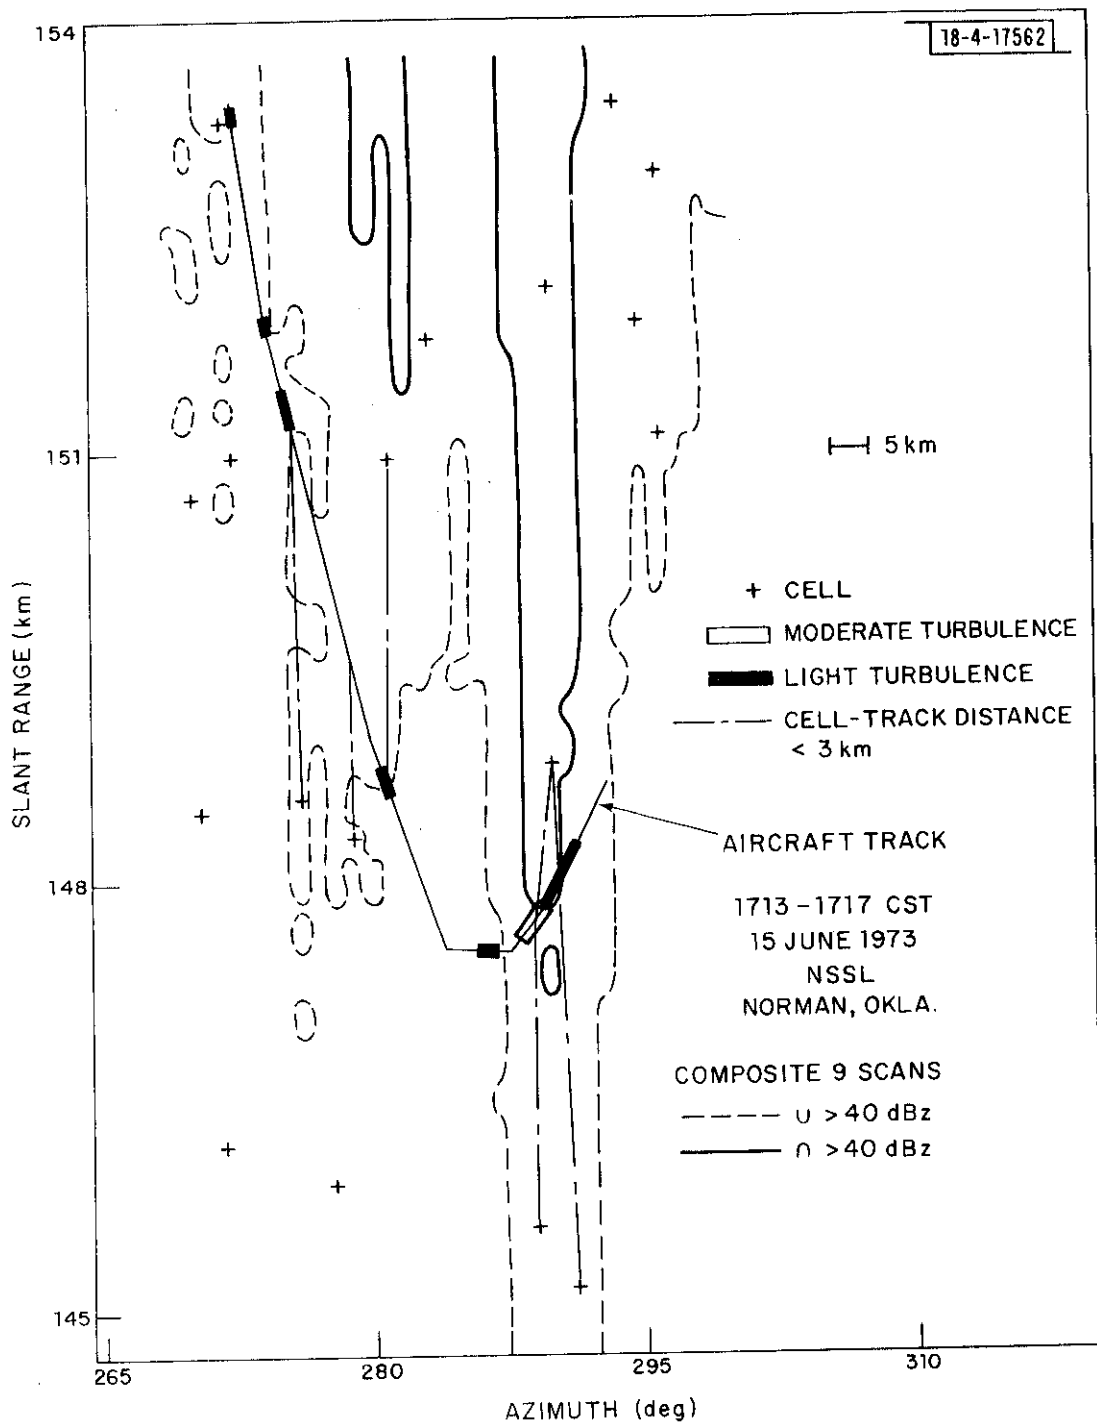 154
18-4-17562
151
5 km
SLANT RANGE (km)
+ CELL
MODERATE TURBULENCE
LIGHT TURBULENCE
CELL-TRACK DISTANCE
< 3 km
AIRCRAFT TRACK
148
1713-1717 CST
15 JUNE 1973
NSSL
NORMAN, OKLA.
COMPOSITE 9 SCANS
∪ >40 dBz
∩ >40 dBz
145
265
280
295
310
AZIMUTH (deg)